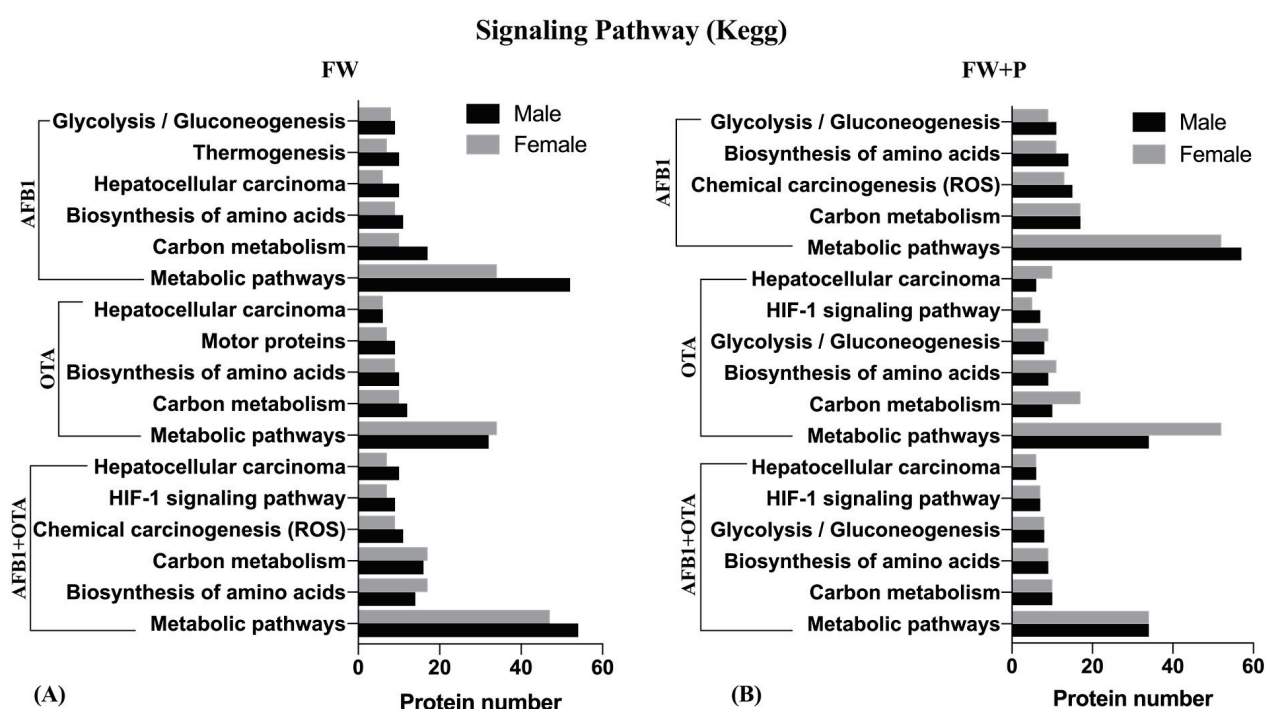 Signaling Pathway (Kegg)
FW
Male
Female
AFB1
Glycolysis / Gluconeogenesis
Thermogenesis
Hepatocellular carcinoma
Biosynthesis of amino acids
Carbon metabolism
Metabolic pathways
OTA
Hepatocellular carcinoma
Motor proteins
Biosynthesis of amino acids
Carbon metabolism
Metabolic pathways
AFB1+OTA
Hepatocellular carcinoma
HIF-1 signaling pathway
Chemical carcinogenesis (ROS)
Carbon metabolism
Biosynthesis of amino acids
Metabolic pathways
0 20 40 60
(A)
Protein number
FW+P
Male
Female
AFB1
Glycolysis / Gluconeogenesis
Biosynthesis of amino acids
Chemical carcinogenesis (ROS)
Carbon metabolism
Metabolic pathways
OTA
Hepatocellular carcinoma
HIF-1 signaling pathway
Glycolysis / Gluconeogenesis
Biosynthesis of amino acids
Carbon metabolism
Metabolic pathways
AFB1+OTA
Hepatocellular carcinoma
HIF-1 signaling pathway
Glycolysis / Gluconeogenesis
Biosynthesis of amino acids
Carbon metabolism
Metabolic pathways
0 20 40 60
(B)
Protein number